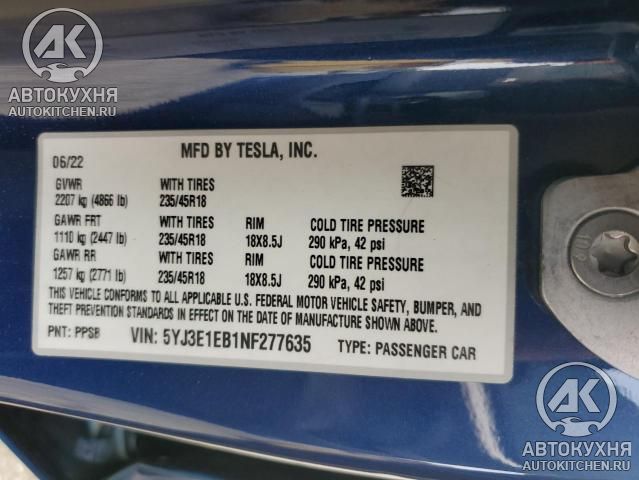 АК
АВТОКУХНЯ
AUTOKITCHEN.RU
MFD BY TESLA, INC.
06/22
GVWR WITH TIRES
2207 kg (4866 lb) 235/45R18
GAWR FRT WITH TIRES RIM COLD TIRE PRESSURE
1110 kg (2447 lb) 235/45R18 18X8.5J 290 kPa, 42 psi
GAWR RR WITH TIRES RIM COLD TIRE PRESSURE
1257 kg (2771 lb) 235/45R18 18X8.5J 290 kPa, 42 psi
THIS VEHICLE CONFORMS TO ALL APPLICABLE U.S. FEDERAL MOTOR VEHICLE SAFETY, BUMPER, AND
THEFT PREVENTION STANDARDS IN EFFECT ON THE DATE OF MANUFACTURE SHOWN ABOVE.
PNT: PPSB VIN: 5YJ3E1EB1NF277635 TYPE: PASSENGER CAR
АК
АВТОКУХНЯ
AUTOKITCHEN.RU